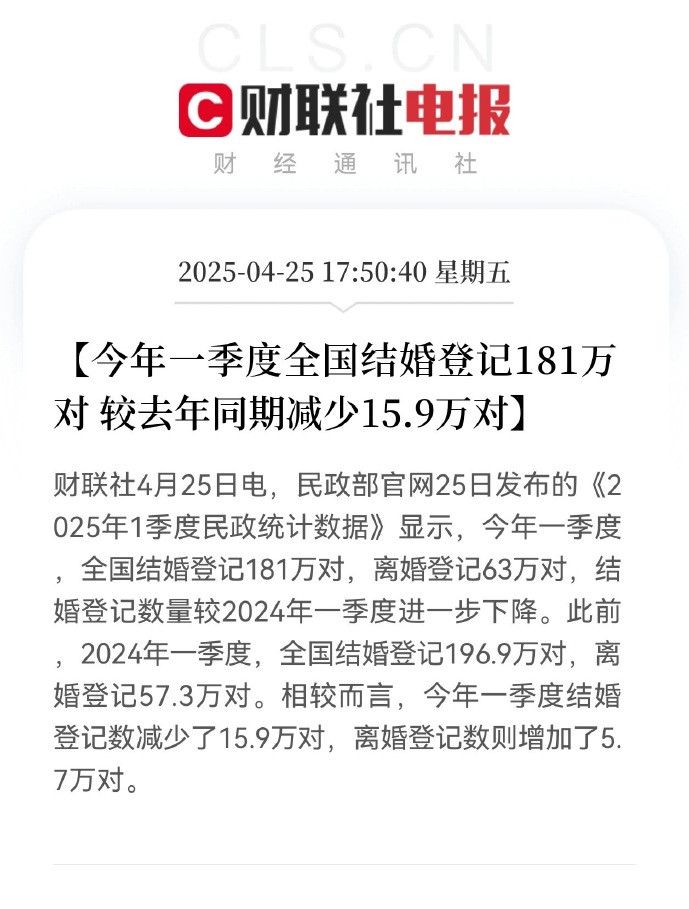 CLS.CN
财联社电报
财经通讯社
2025-04-25 17:50:40 星期五
【今年一季度全国结婚登记181万
对 较去年同期减少15.9万对】
财联社4月25日电，民政部官网25日发布的《2
025年1季度民政统计数据》显示，今年一季度
，全国结婚登记181万对，离婚登记63万对，结
婚登记数量较2024年一季度进一步下降。此前
，2024年一季度，全国结婚登记196.9万对，离
婚登记57.3万对。相较而言，今年一季度结婚
登记数减少了15.9万对，离婚登记数则增加了5.
7万对。